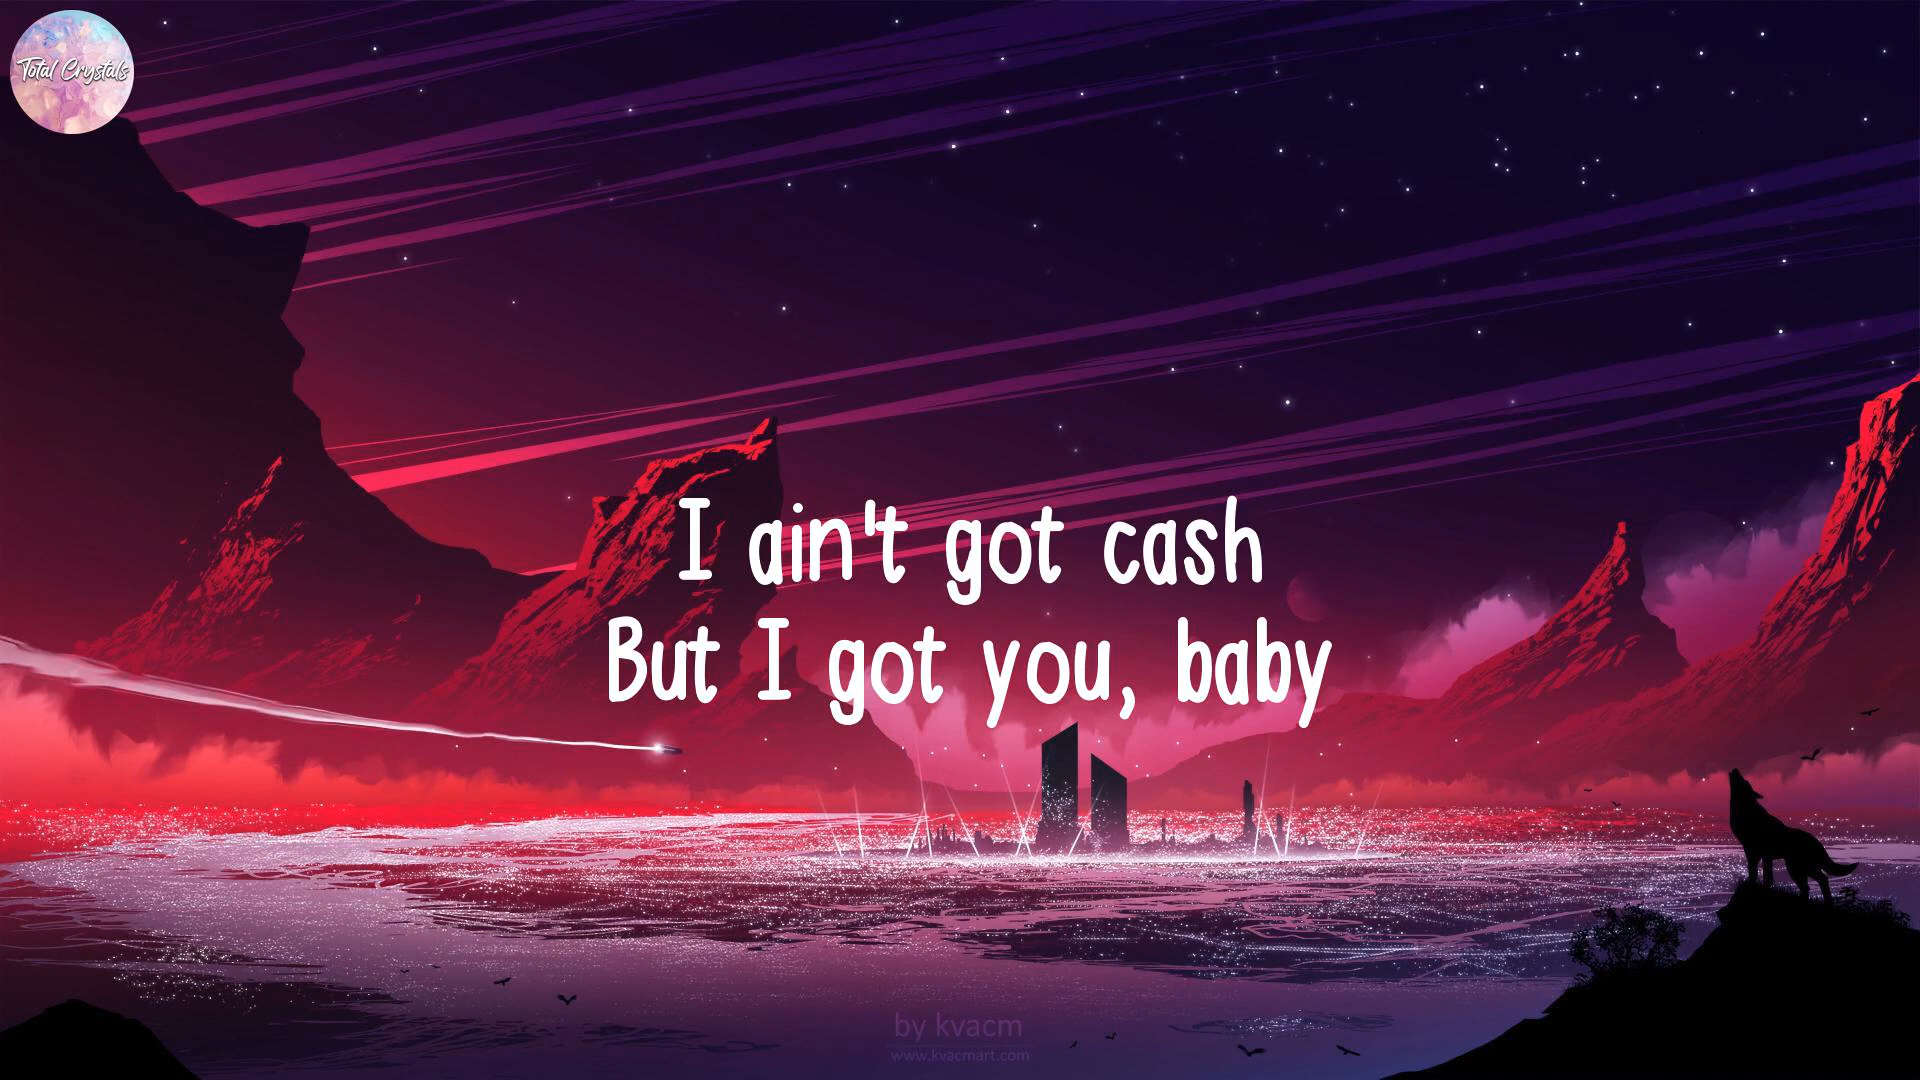 Total Crystals
I ain't got cash
But I got you, baby
by kvacm
www.kvacmart.com